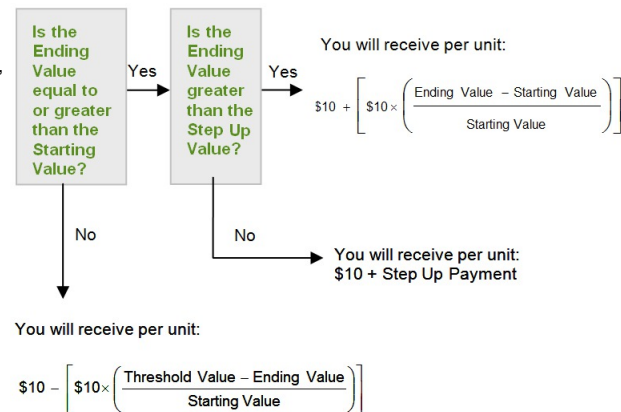 Is the
Ending
Value
equal to
or greater
than the
Starting
Value?
Yes
Is the
Ending
Value
greater
than the
Step Up
Value?
Yes
You will receive per unit:
$10 + [ $10 × ( Ending Value – Starting Value
Starting Value ) ]
No
No
You will receive per unit:
$10 + Step Up Payment
You will receive per unit:
$10 – [ $10× ( Threshold Value – Ending Value
Starting Value ) ]